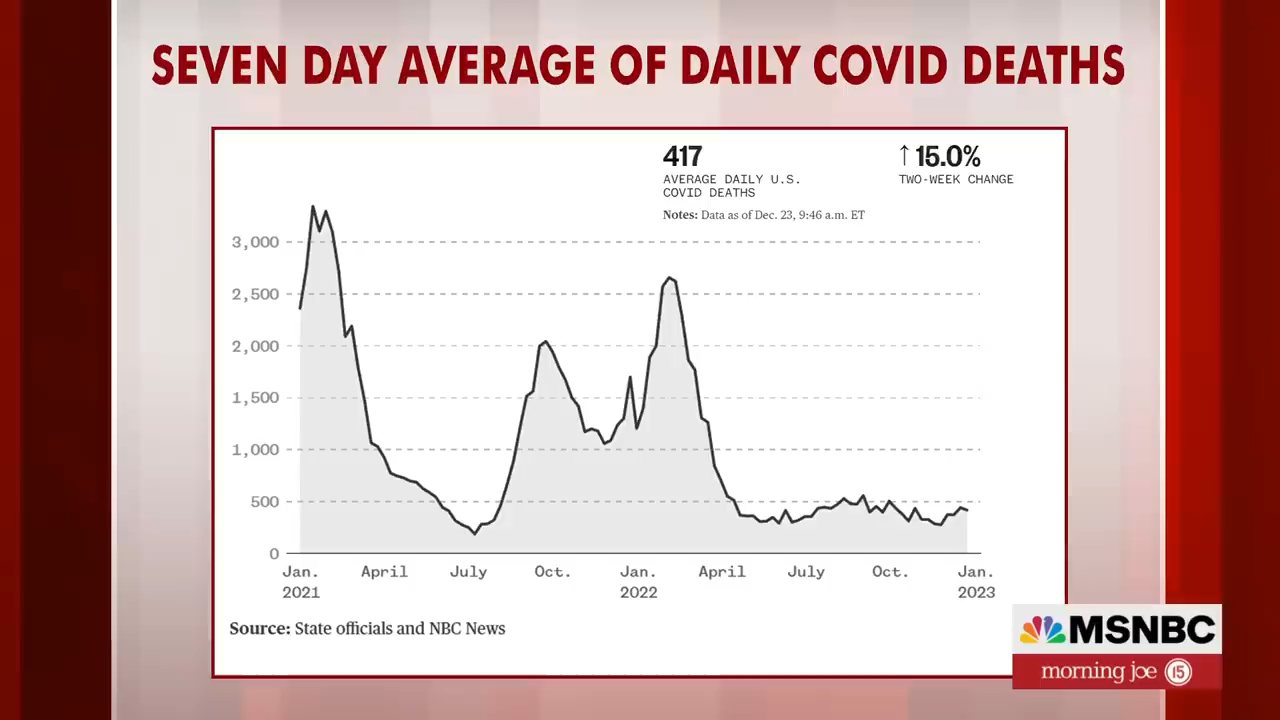 SEVEN DAY AVERAGE OF DAILY COVID DEATHS
417
AVERAGE DAILY U.S.
COVID DEATHS
↑ 15.0%
TWO-WEEK CHANGE
Notes: Data as of Dec. 23, 9:46 a.m. ET
3,000
2,500
2,000
1,500
1,000
500
0
Jan. April July Oct. Jan. April July Oct. Jan.
2021 2022 2023
Source: State officials and NBC News
MSNBC
morning joe 15